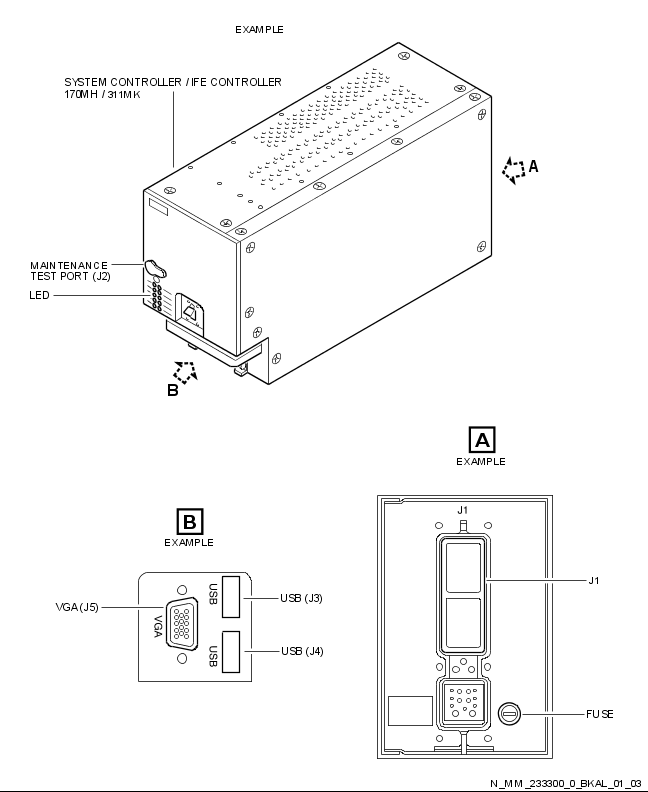 EXAMPLE
SYSTEM CONTROLLER / IFE CONTROLLER
170MH / 311MK
A
MAINTENANCE
TEST PORT (J2)
LED
B
A
EXAMPLE
J1
J1
FUSE
B
EXAMPLE
USB
USB (J3)
VGA (J5)
VGA
USB
USB (J4)
N_MM_233300_0_BKAL_01_03